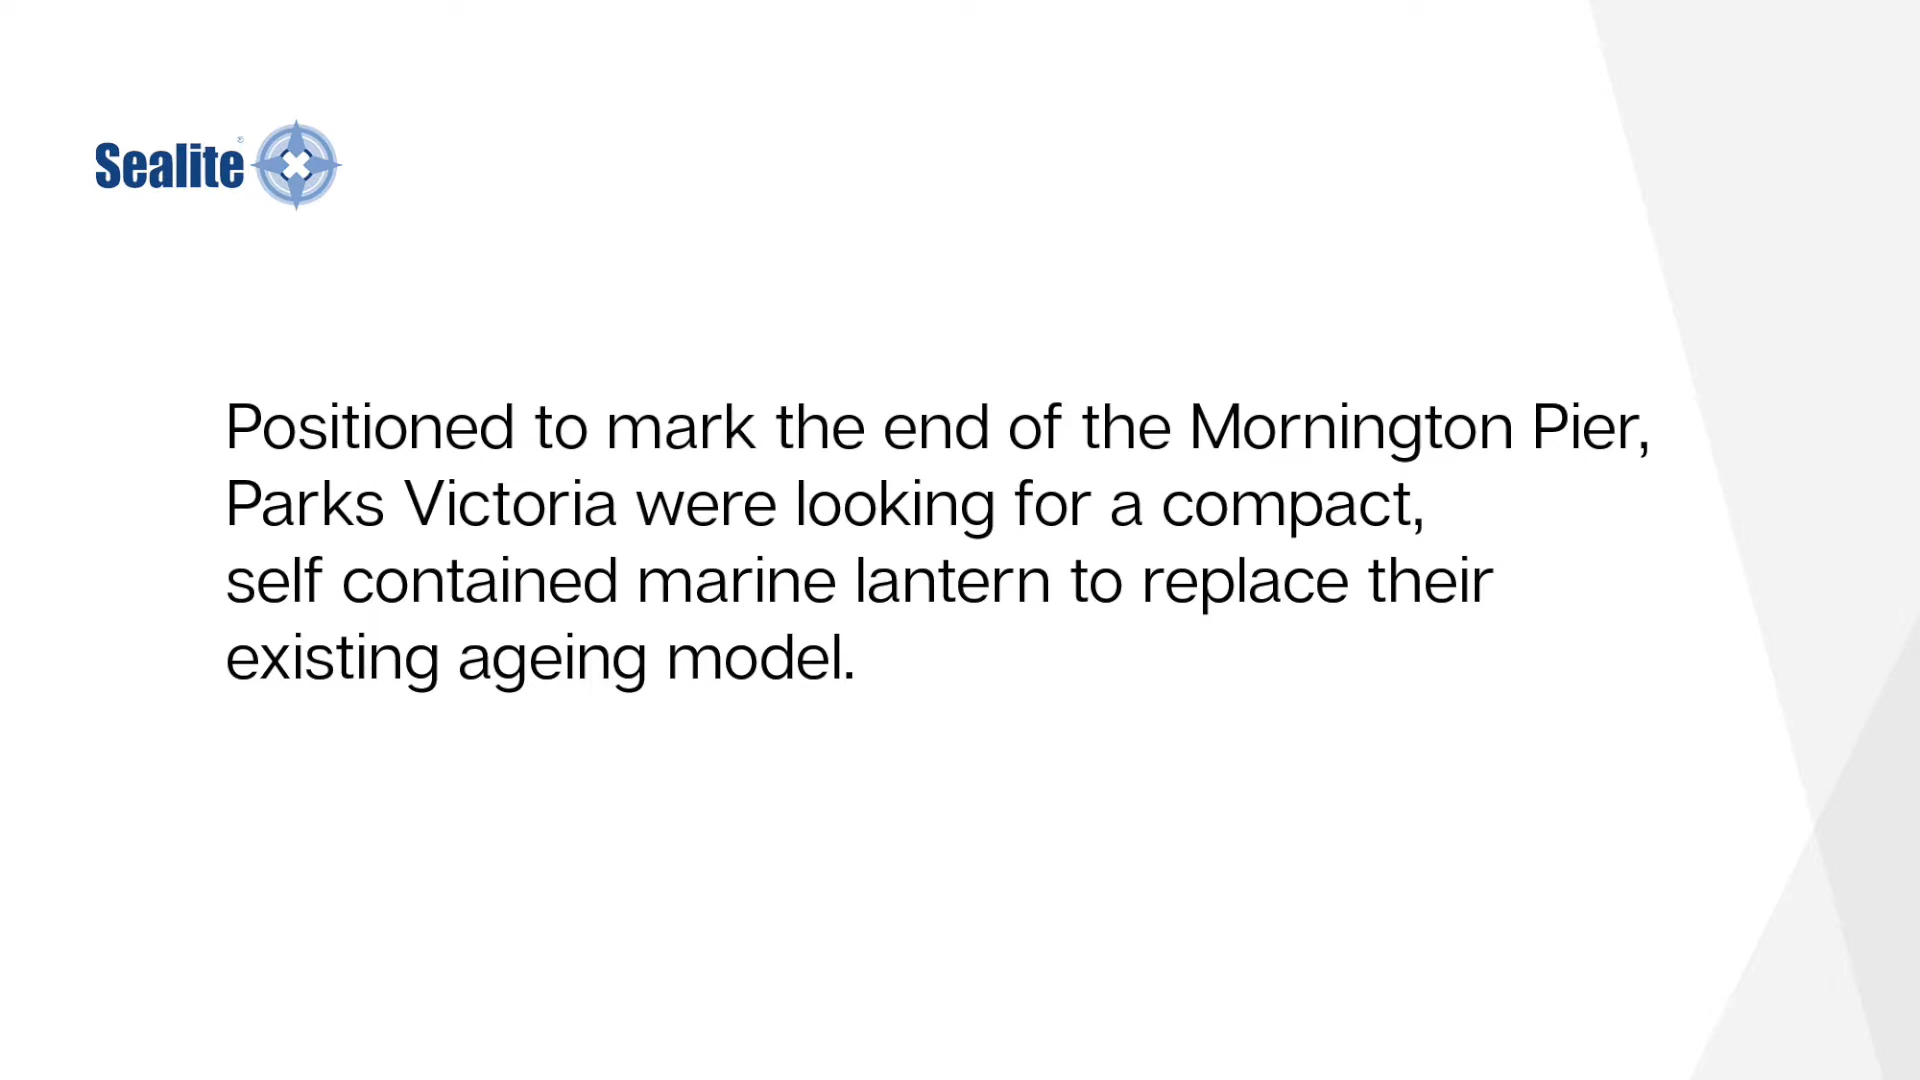 Sealite
Positioned to mark the end of the Mornington Pier,
Parks Victoria were looking for a compact,
self contained marine lantern to replace their
existing ageing model.